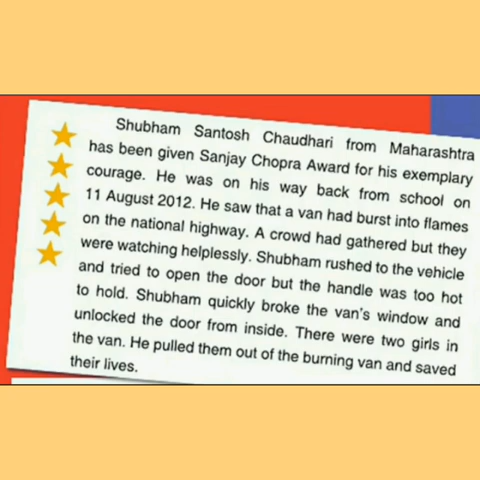 Shubham Santosh Chaudhari from Maharashtra
has been given Sanjay Chopra Award for his exemplary
courage. He was on his way back from school on
11 August 2012. He saw that a van had burst into flames
on the national highway. A crowd had gathered but they
were watching helplessly. Shubham rushed to the vehicle
and tried to open the door but the handle was too hot
to hold. Shubham quickly broke the van's window and
unlocked the door from inside. There were two girls in
the van. He pulled them out of the burning van and saved
their lives.